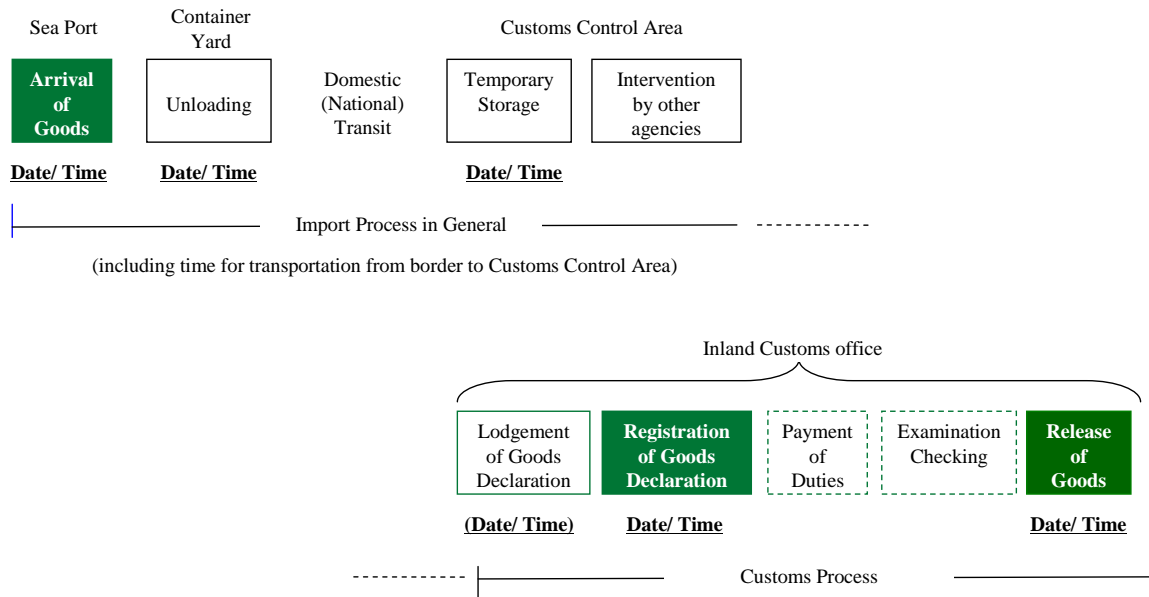 Sea Port
Container
Yard
Customs Control Area
Arrival
of
Goods
Unloading
Domestic
(National)
Transit
Temporary
Storage
Intervention
by other
agencies
Date/ Time
Date/ Time
Date/ Time
Import Process in General
(including time for transportation from border to Customs Control Area)
Inland Customs office
Lodgement
of Goods
Declaration
Registration
of Goods
Declaration
Payment
of
Duties
Examination
Checking
Release
of
Goods
(Date/ Time)
Date/ Time
Date/ Time
Customs Process